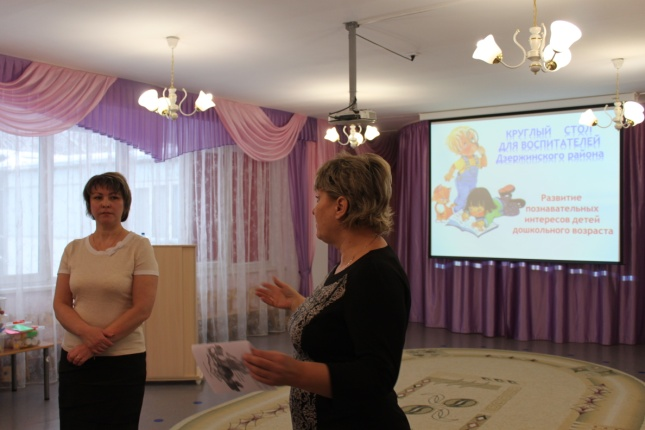 КРУГЛЫЙ СТОЛ
ДЛЯ ВОСПИТАТЕЛЕЙ
Дзержинского района
Развитие
познавательных
интересов детей
дошкольного возраста